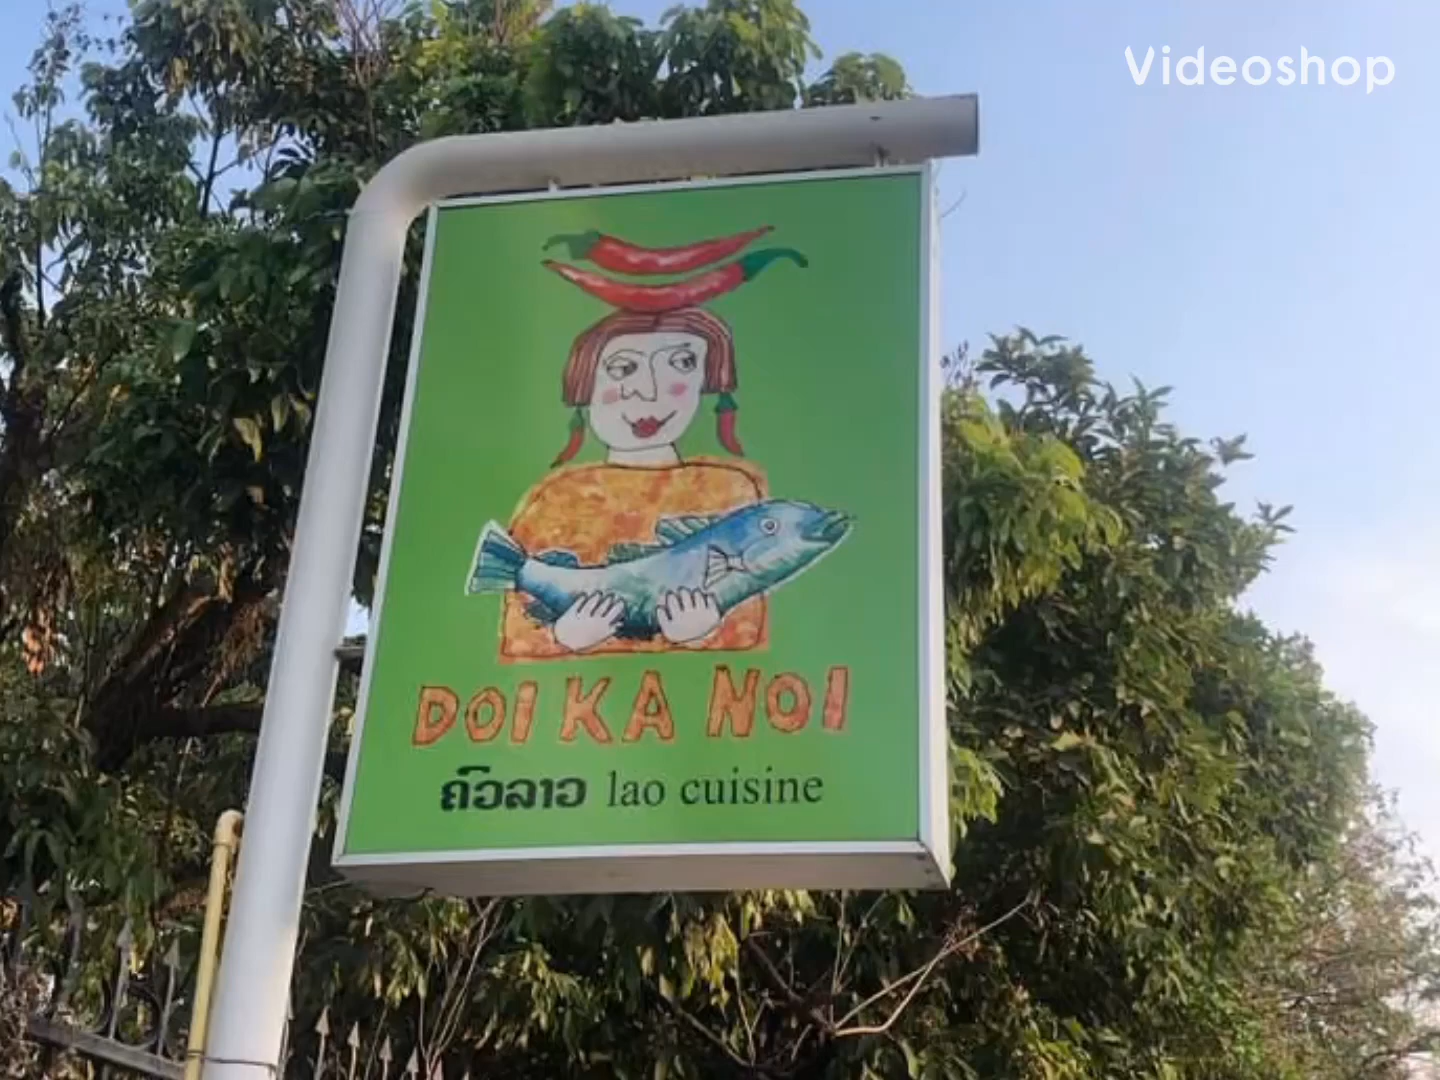 Videoshop
DOI KA NOI
ຄົວລາວ lao cuisine